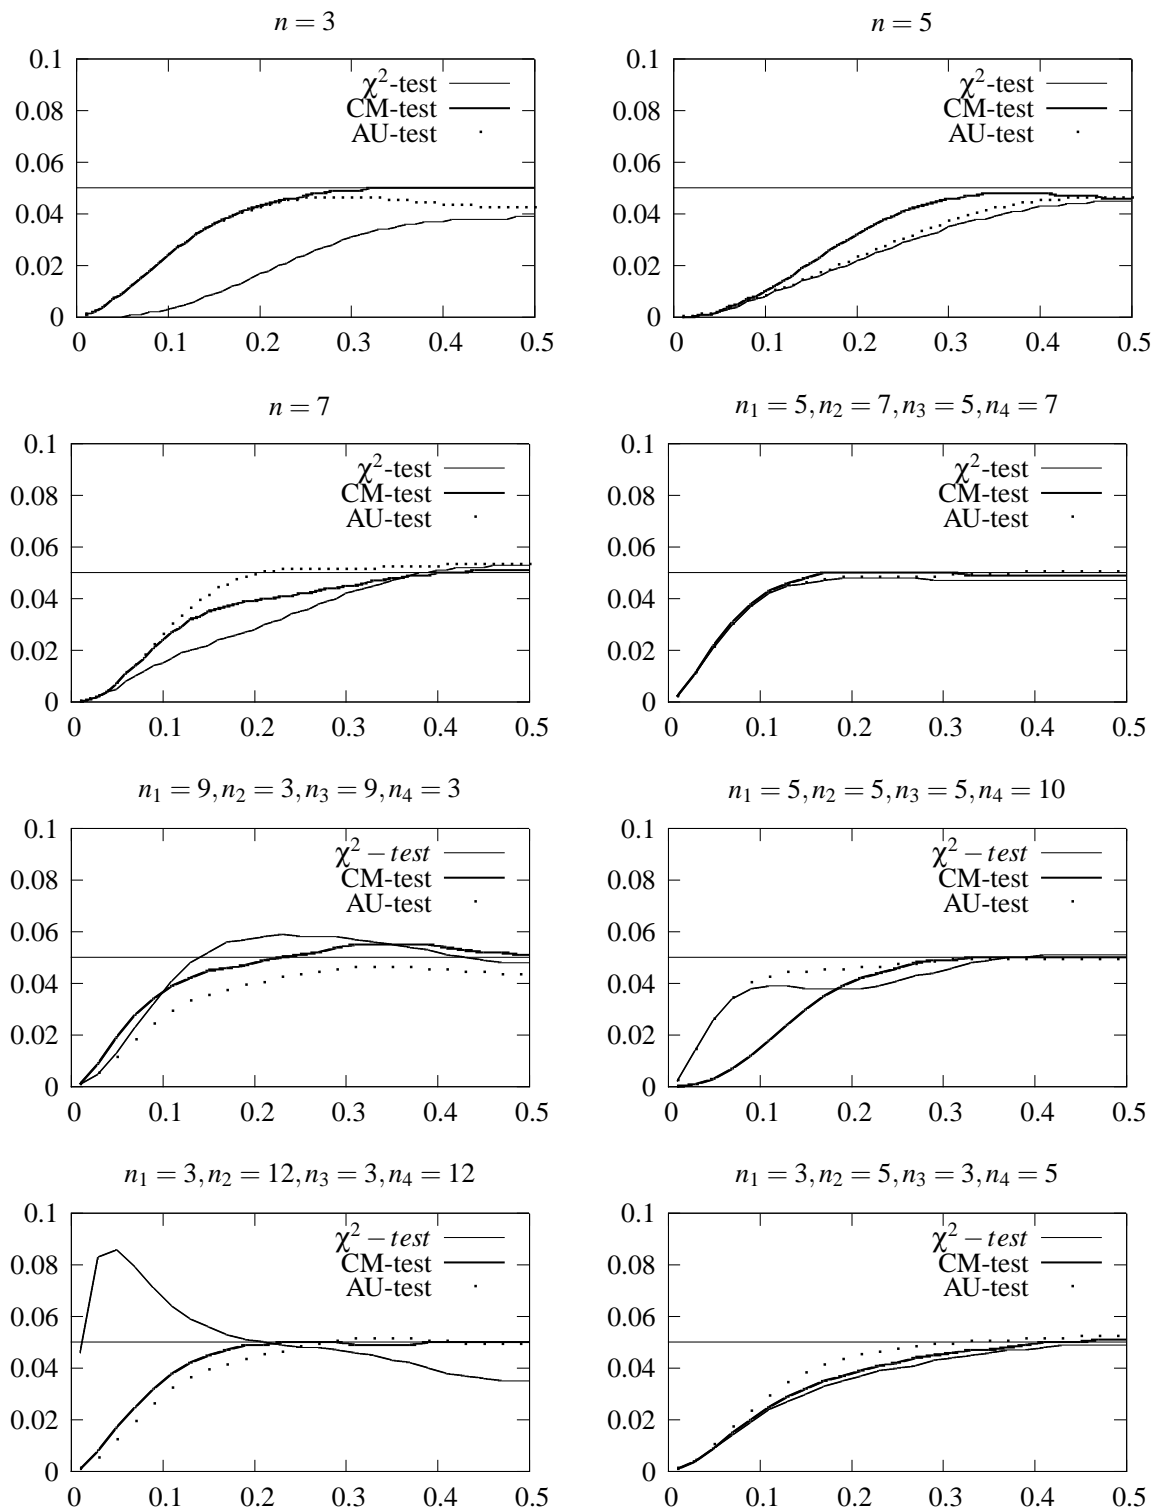 n = 3
0.1
0.08
0.06
0.04
0.02
0
χ²-test
CM-test
AU-test
0 0.1 0.2 0.3 0.4 0.5
n = 5
0.1
0.08
0.06
0.04
0.02
0
χ²-test
CM-test
AU-test
0 0.1 0.2 0.3 0.4 0.5
n = 7
0.1
0.08
0.06
0.04
0.02
0
χ²-test
CM-test
AU-test
0 0.1 0.2 0.3 0.4 0.5
n₁ = 5, n₂ = 7, n₃ = 5, n₄ = 7
0.1
0.08
0.06
0.04
0.02
0
χ²-test
CM-test
AU-test
0 0.1 0.2 0.3 0.4 0.5
n₁ = 9, n₂ = 3, n₃ = 9, n₄ = 3
0.1
0.08
0.06
0.04
0.02
0
χ² − test
CM-test
AU-test
0 0.1 0.2 0.3 0.4 0.5
n₁ = 5, n₂ = 5, n₃ = 5, n₄ = 10
0.1
0.08
0.06
0.04
0.02
0
χ² − test
CM-test
AU-test
0 0.1 0.2 0.3 0.4 0.5
n₁ = 3, n₂ = 12, n₃ = 3, n₄ = 12
0.1
0.08
0.06
0.04
0.02
0
χ² − test
CM-test
AU-test
0 0.1 0.2 0.3 0.4 0.5
n₁ = 3, n₂ = 5, n₃ = 3, n₄ = 5
0.1
0.08
0.06
0.04
0.02
0
χ² − test
CM-test
AU-test
0 0.1 0.2 0.3 0.4 0.5